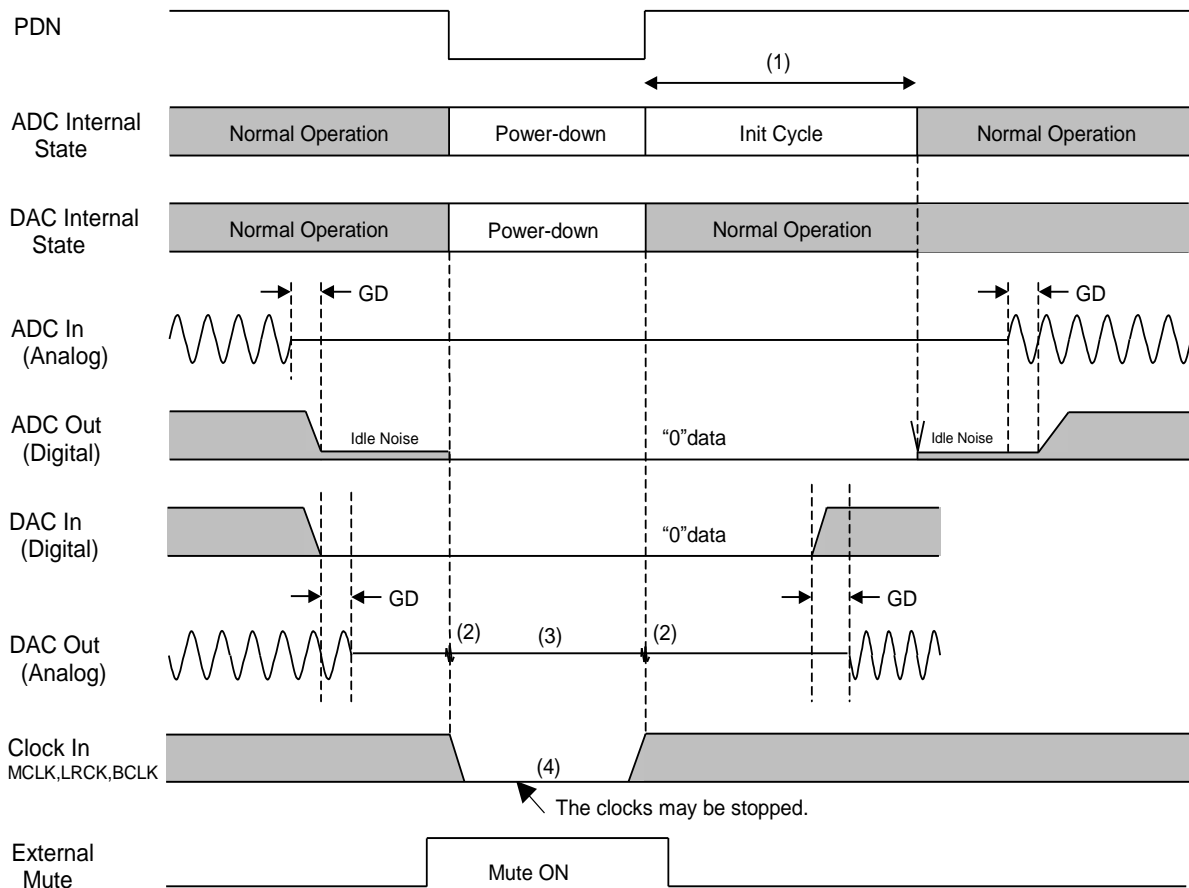 PDN
(1)
ADC Internal
State
Normal Operation
Power-down
Init Cycle
Normal Operation
DAC Internal
State
Normal Operation
Power-down
Normal Operation
GD
GD
ADC In
(Analog)
ADC Out
(Digital)
Idle Noise
“0”data
Idle Noise
DAC In
(Digital)
“0”data
GD
GD
DAC Out
(Analog)
(2)
(3)
(2)
Clock In
MCLK,LRCK,BCLK
(4)
The clocks may be stopped.
External
Mute
Mute ON